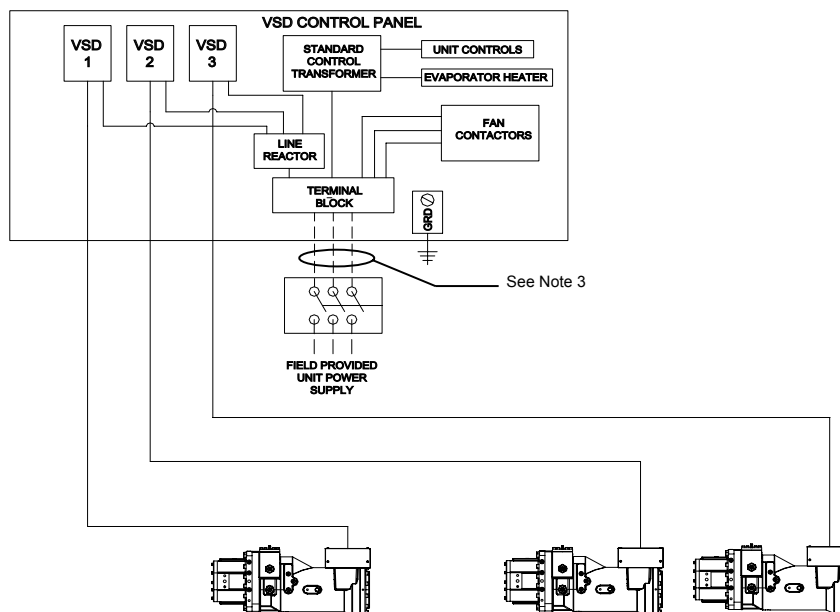 VSD CONTROL PANEL
VSD
1
VSD
2
VSD
3
STANDARD
CONTROL
TRANSFORMER
UNIT CONTROLS
EVAPORATOR HEATER
FAN
CONTACTORS
LINE
REACTOR
TERMINAL
BLOCK
GRD
See Note 3
FIELD PROVIDED
UNIT POWER
SUPPLY